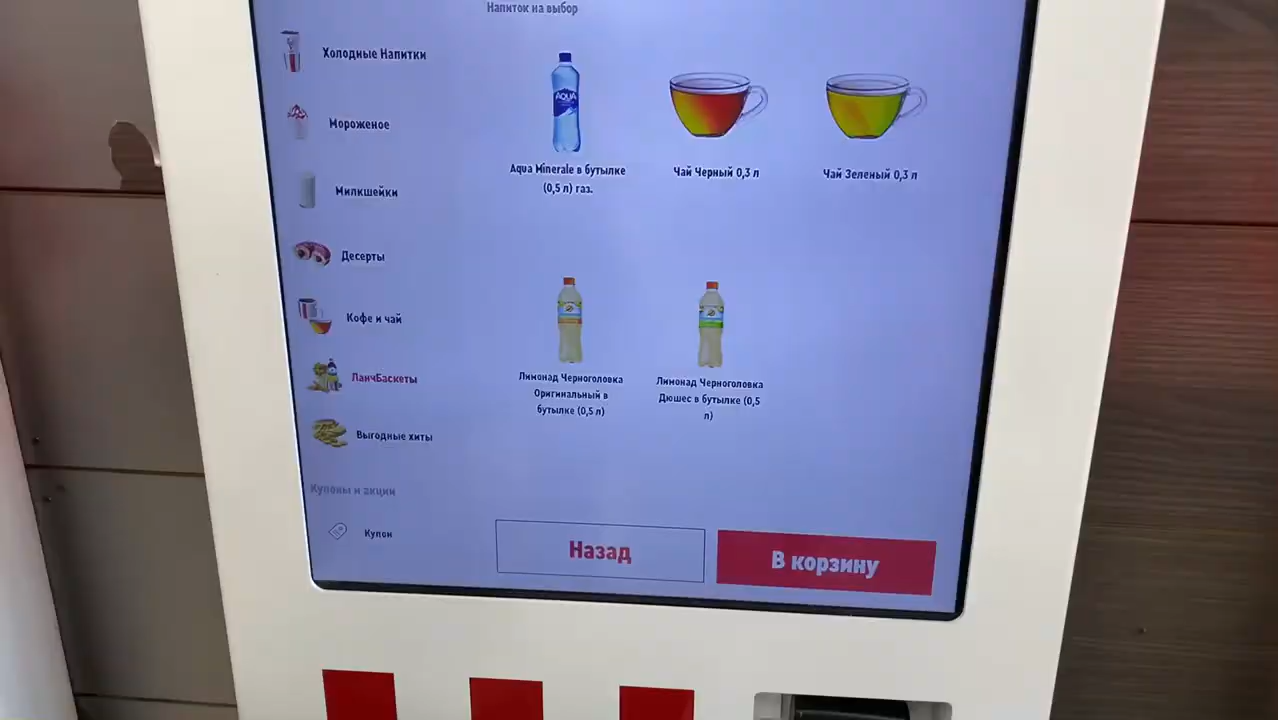 Напиток на выбор
Холодные Напитки
Мороженое
Милкшейки
Десерты
Кофе и чай
ЛанчБаскеты
Выгодные хиты
Купоны и акции
Купон
AQUA
Aqua Minerale в бутылке
(0,5 л) газ.
Чай Черный 0,3 л
Чай Зеленый 0,3 л
Лимонад Черноголовка
Оригинальный в
бутылке (0,5 л)
Лимонад Черноголовка
Дюшес в бутылке (0,5
л)
Назад
В корзину